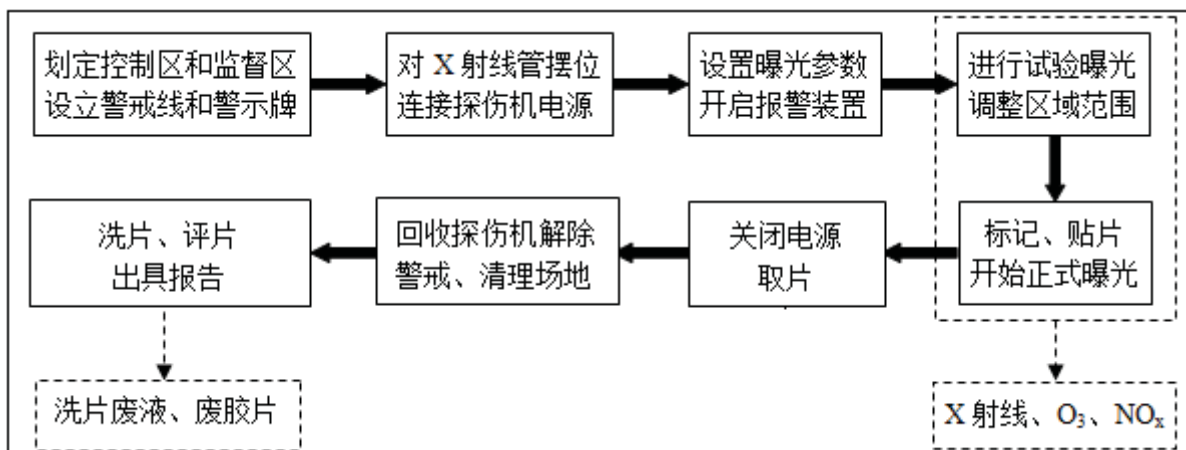 划定控制区和监督区
设立警戒线和警示牌
对 X 射线管摆位
连接探伤机电源
设置曝光参数
开启报警装置
进行试验曝光
调整区域范围
标记、贴片
开始正式曝光
关闭电源
取片
回收探伤机解除
警戒、清理场地
洗片、评片
出具报告
洗片废液、废胶片
X 射线、O₃、NOₓ